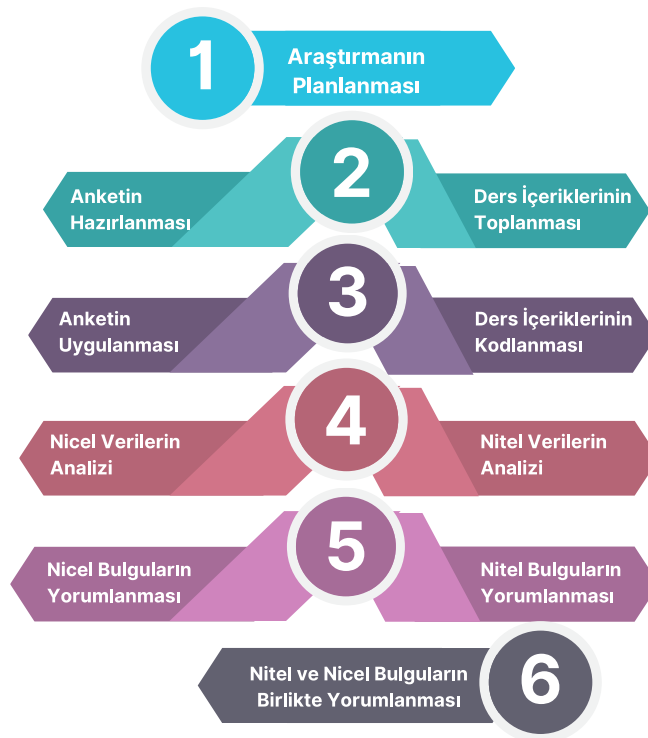 1
Araştırmanın
Planlanması
2
Anketin
Hazırlanması
Ders İçeriklerinin
Toplanması
3
Anketin
Uygulanması
Ders İçeriklerinin
Kodlanması
4
Nicel Verilerin
Analizi
Nitel Verilerin
Analizi
5
Nicel Bulguların
Yorumlanması
Nitel Bulguların
Yorumlanması
Nitel ve Nicel Bulguların
Birlikte Yorumlanması
6